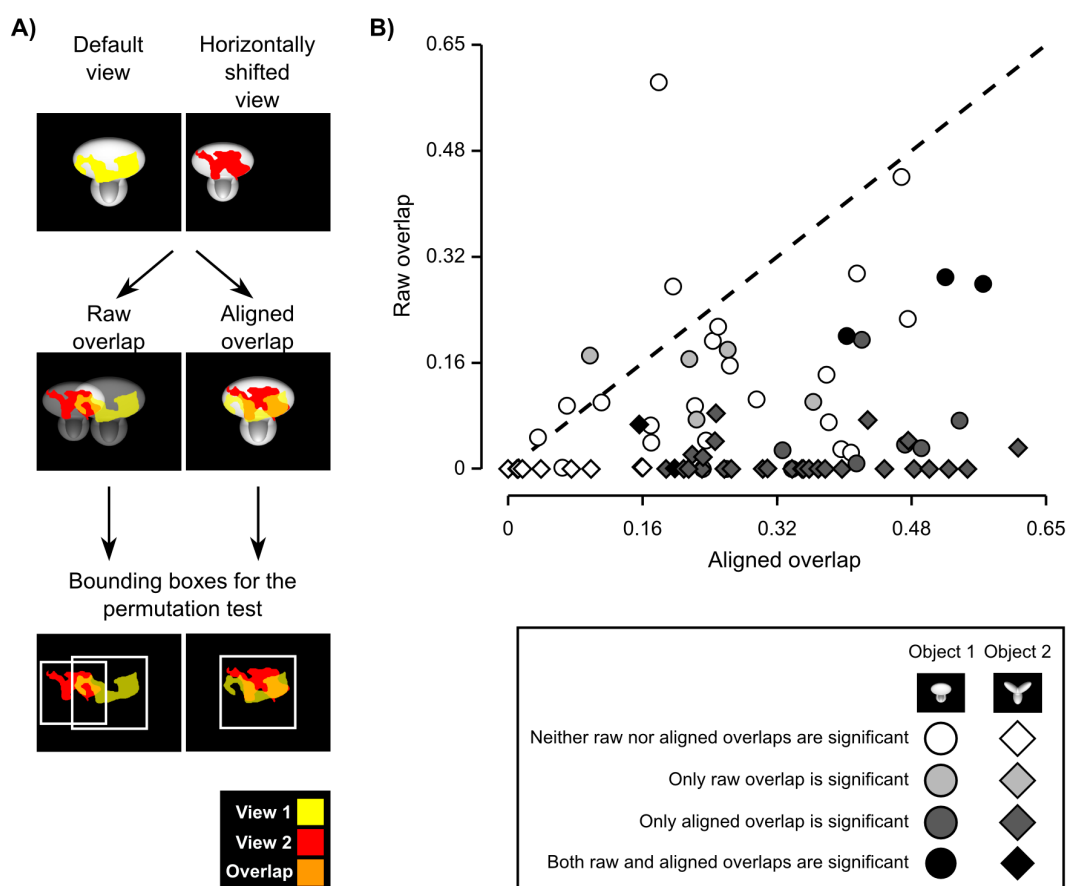 A)
Default
view
Horizontally
shifted
view
Raw
overlap
Aligned
overlap
Bounding boxes for the
permutation test
View 1
View 2
Overlap
B)
Raw overlap
0.65
0.48
0.32
0.16
0
0
0.16
0.32
0.48
0.65
Aligned overlap
Object 1
Object 2
Neither raw nor aligned overlaps are significant
Only raw overlap is significant
Only aligned overlap is significant
Both raw and aligned overlaps are significant